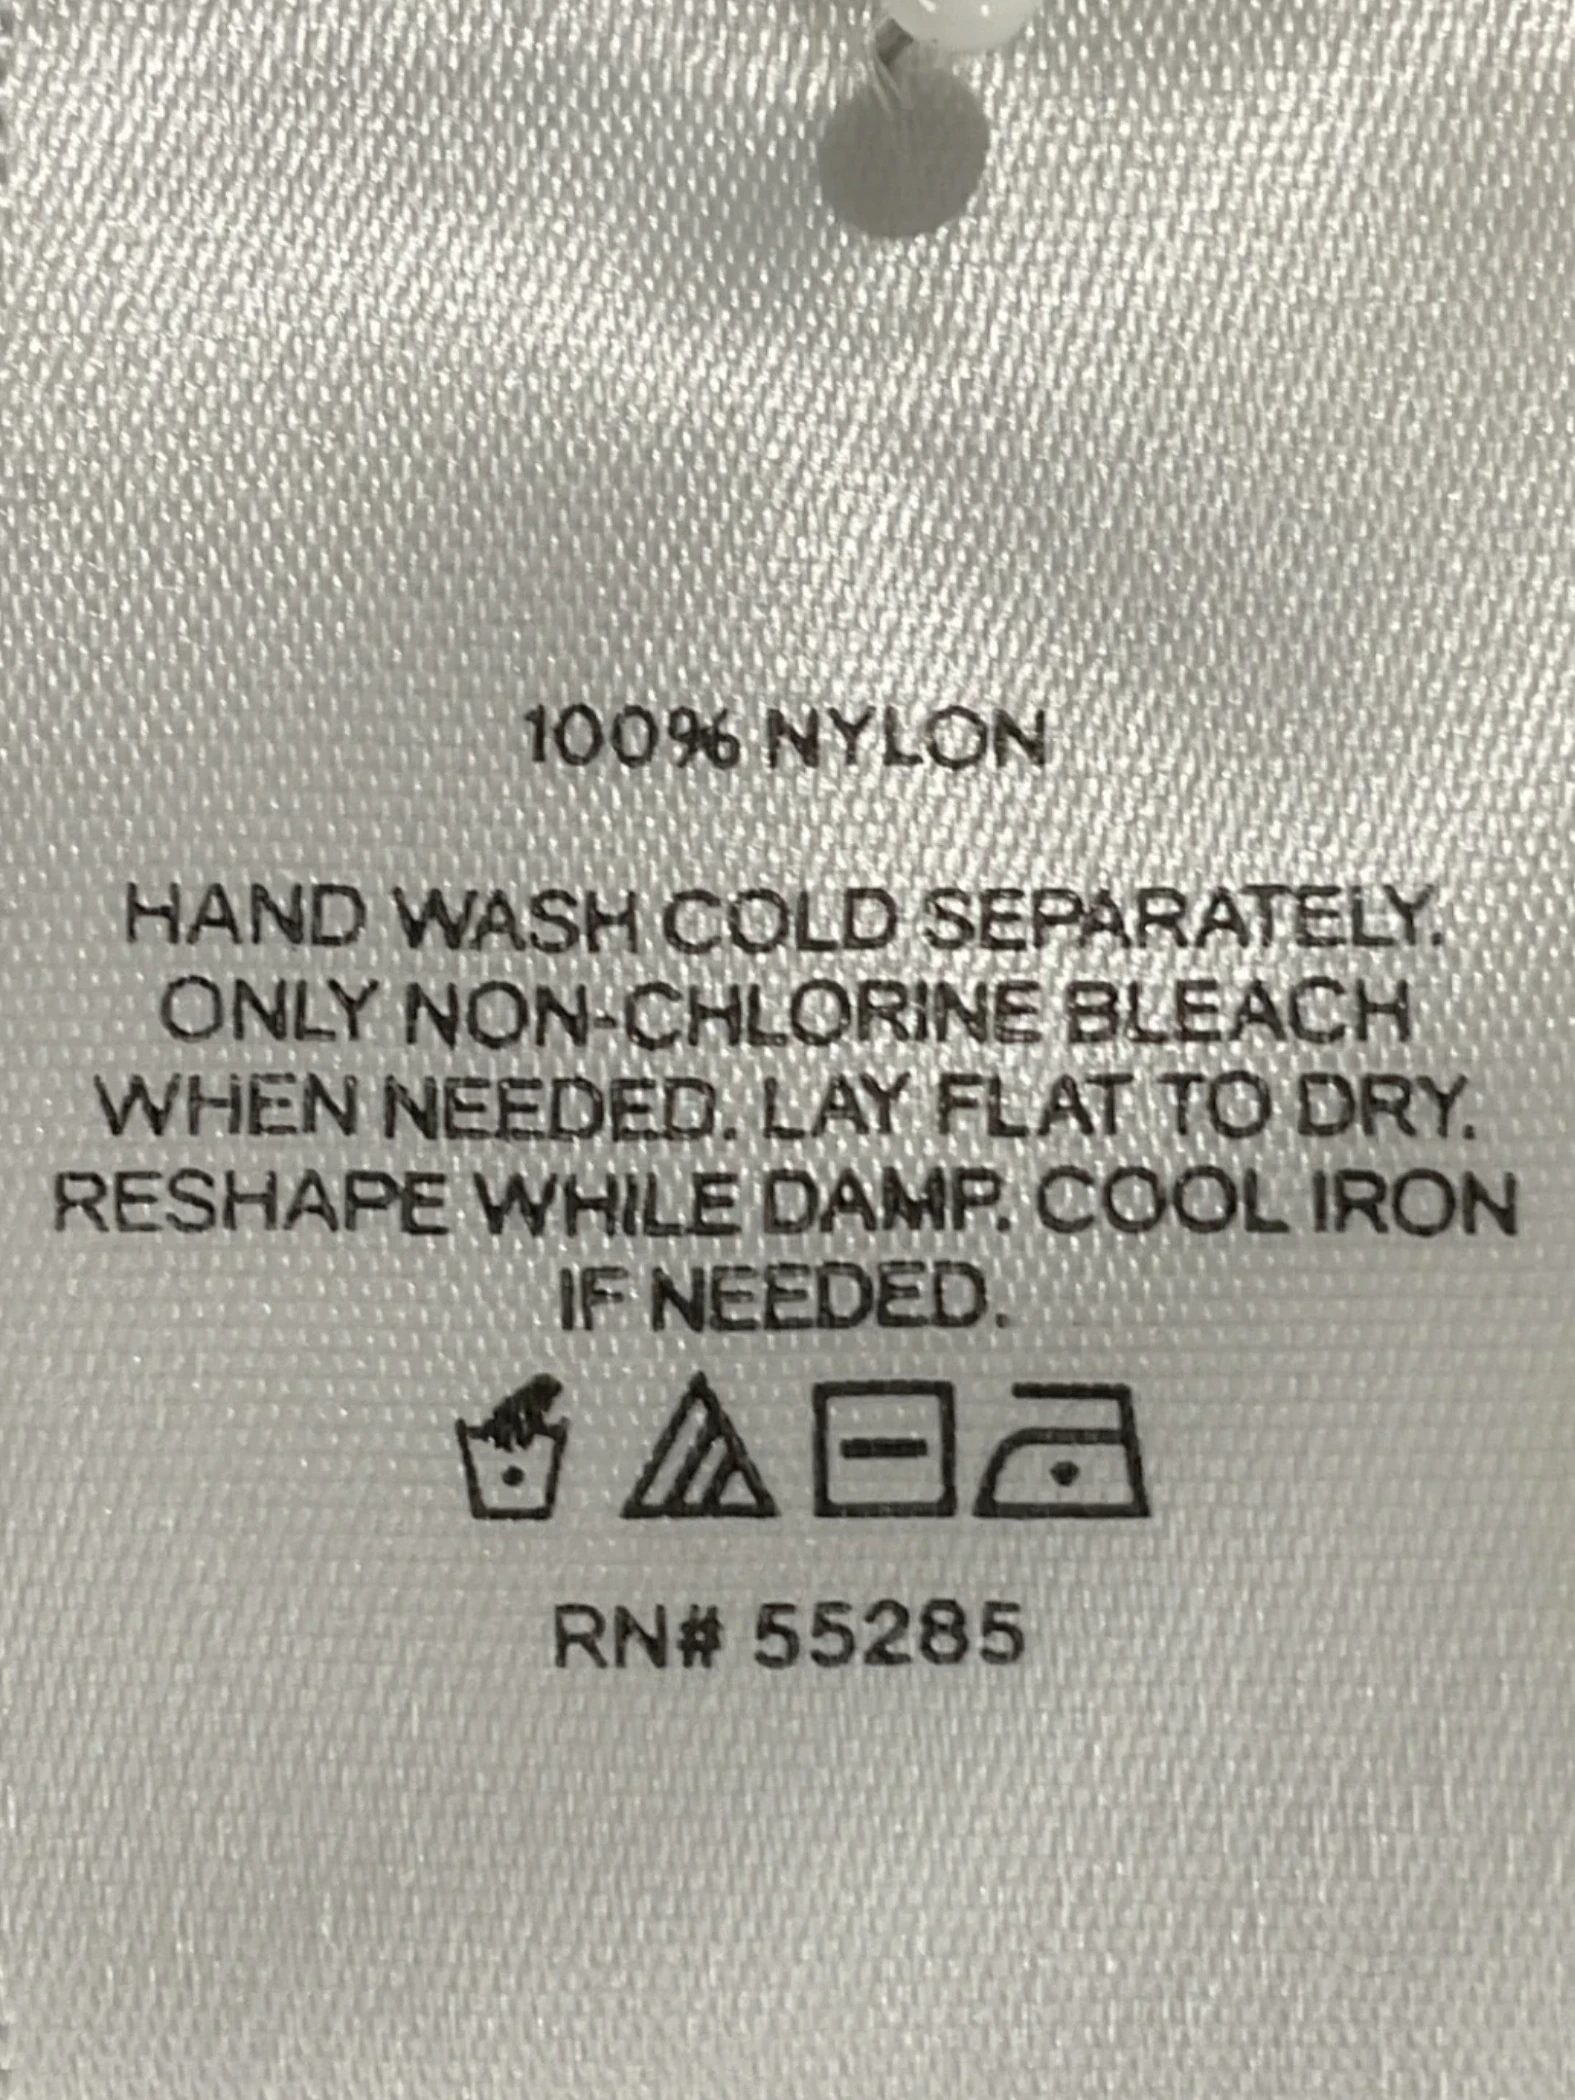 100% NYLON
HAND WASH COLD SEPARATELY.
ONLY NON-CHLORINE BLEACH
WHEN NEEDED. LAY FLAT TO DRY.
RESHAPE WHILE DAMP. COOL IRON
IF NEEDED.
RN# 55285